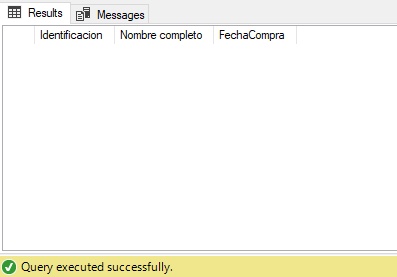 Results Messages
Identificacion Nombre completo FechaCompra
Query executed successfully.